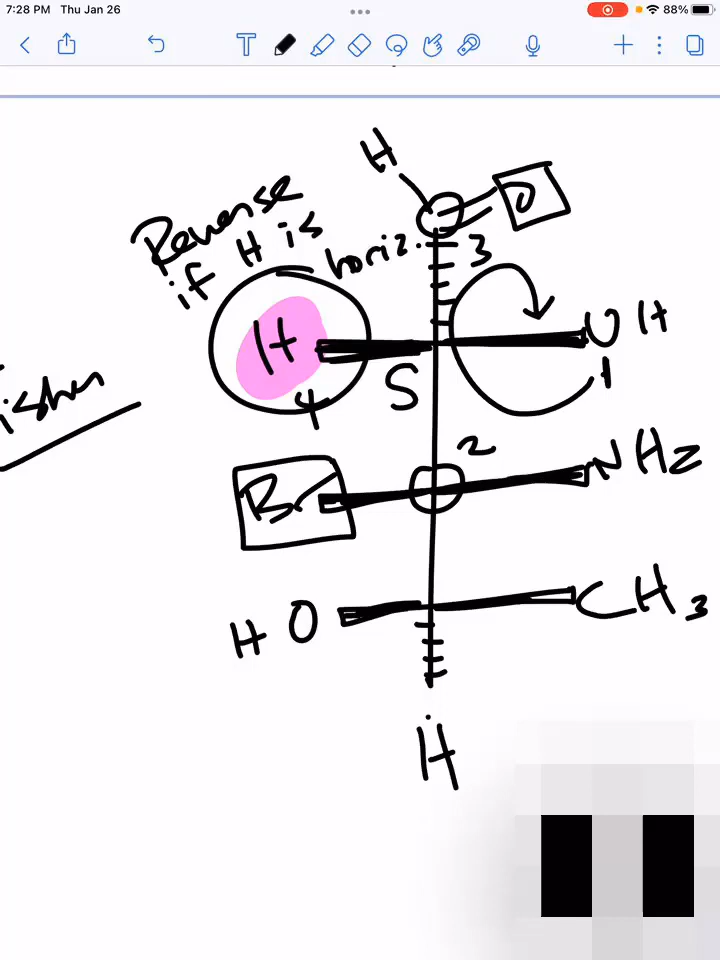 7:28 PM Thu Jan 26
88%
H
O
Reverse
if H is
horiz.
3
H
OH
4
S
1
2
Br
NHz
HO
CH3
H